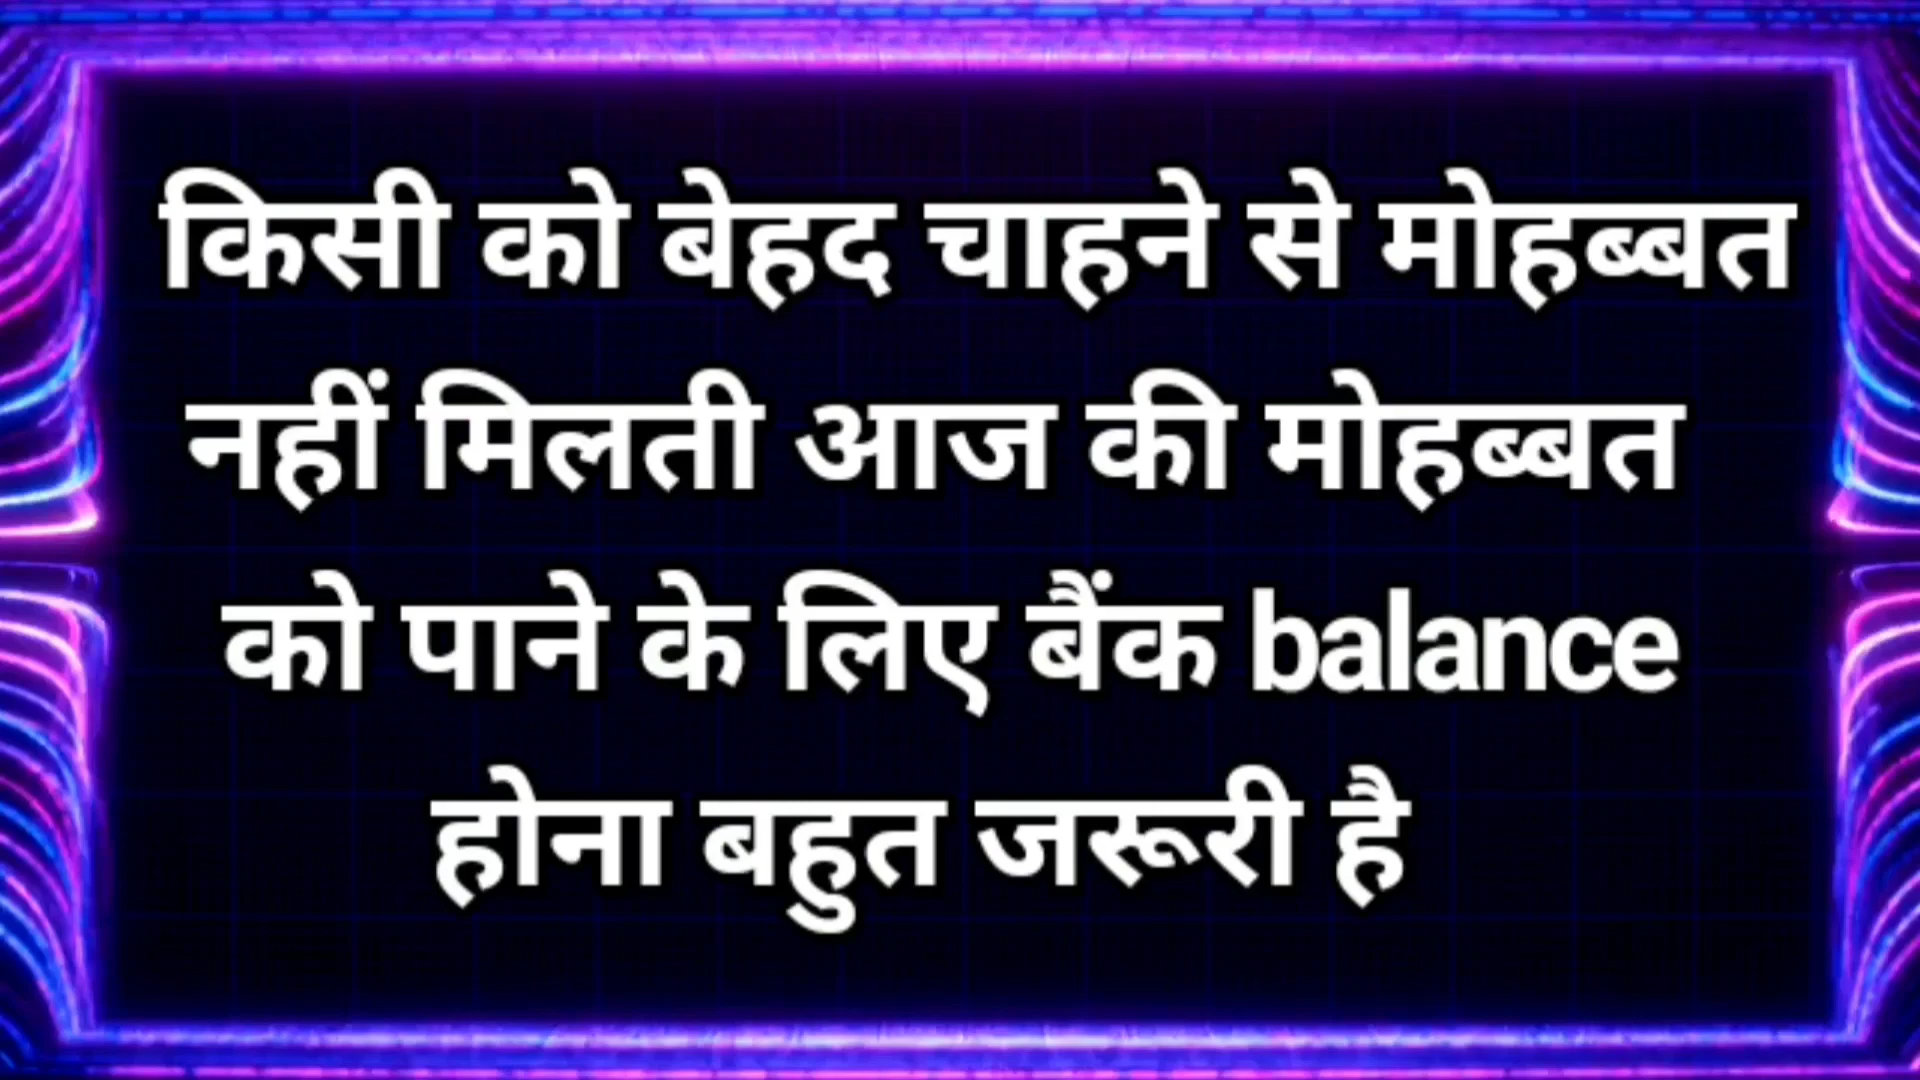 किसी को बेहद चाहने से मोहब्बत
नहीं मिलती आज की मोहब्बत
को पाने के लिए बैंक balance
होना बहुत जरूरी है